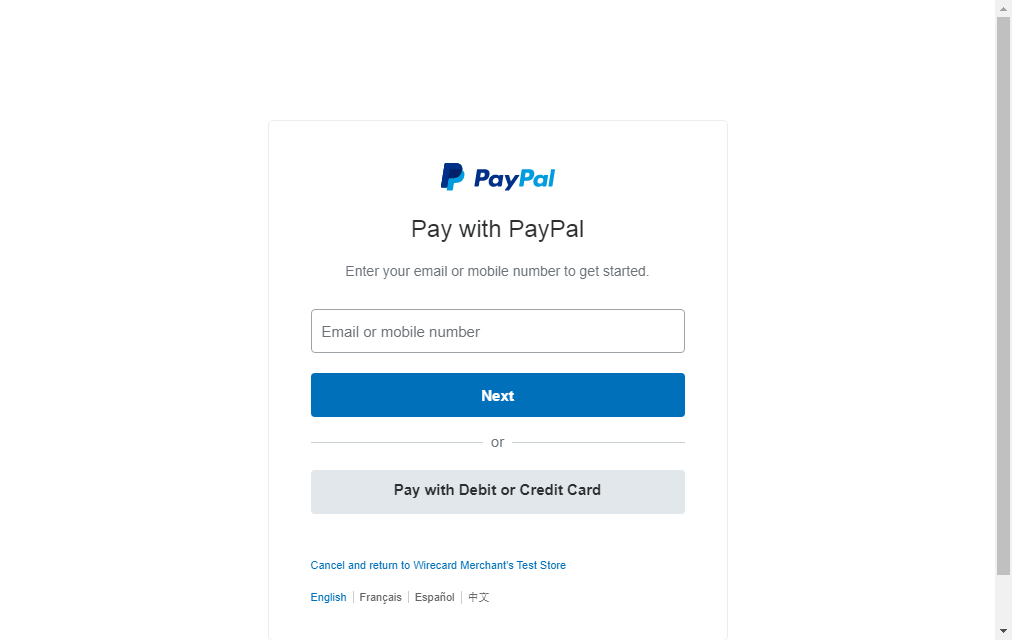 PayPal
Pay with PayPal
Enter your email or mobile number to get started.
Email or mobile number
Next
or
Pay with Debit or Credit Card
Cancel and return to Wirecard Merchant's Test Store
English | Français | Español | 中文